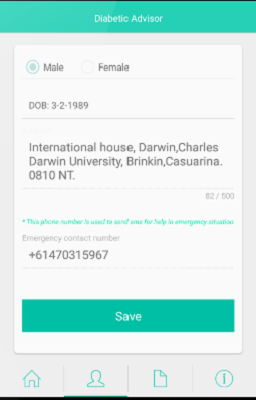 Diabetic Advisor
Male Female
DOB: 3-2-1989
International house, Darwin,Charles
Darwin University, Brinkin,Casuarina.
0810 NT.
82 / 500
* This phone number is used to send sms for help in emergency situation
Emergency contact number
+61470315967
Save